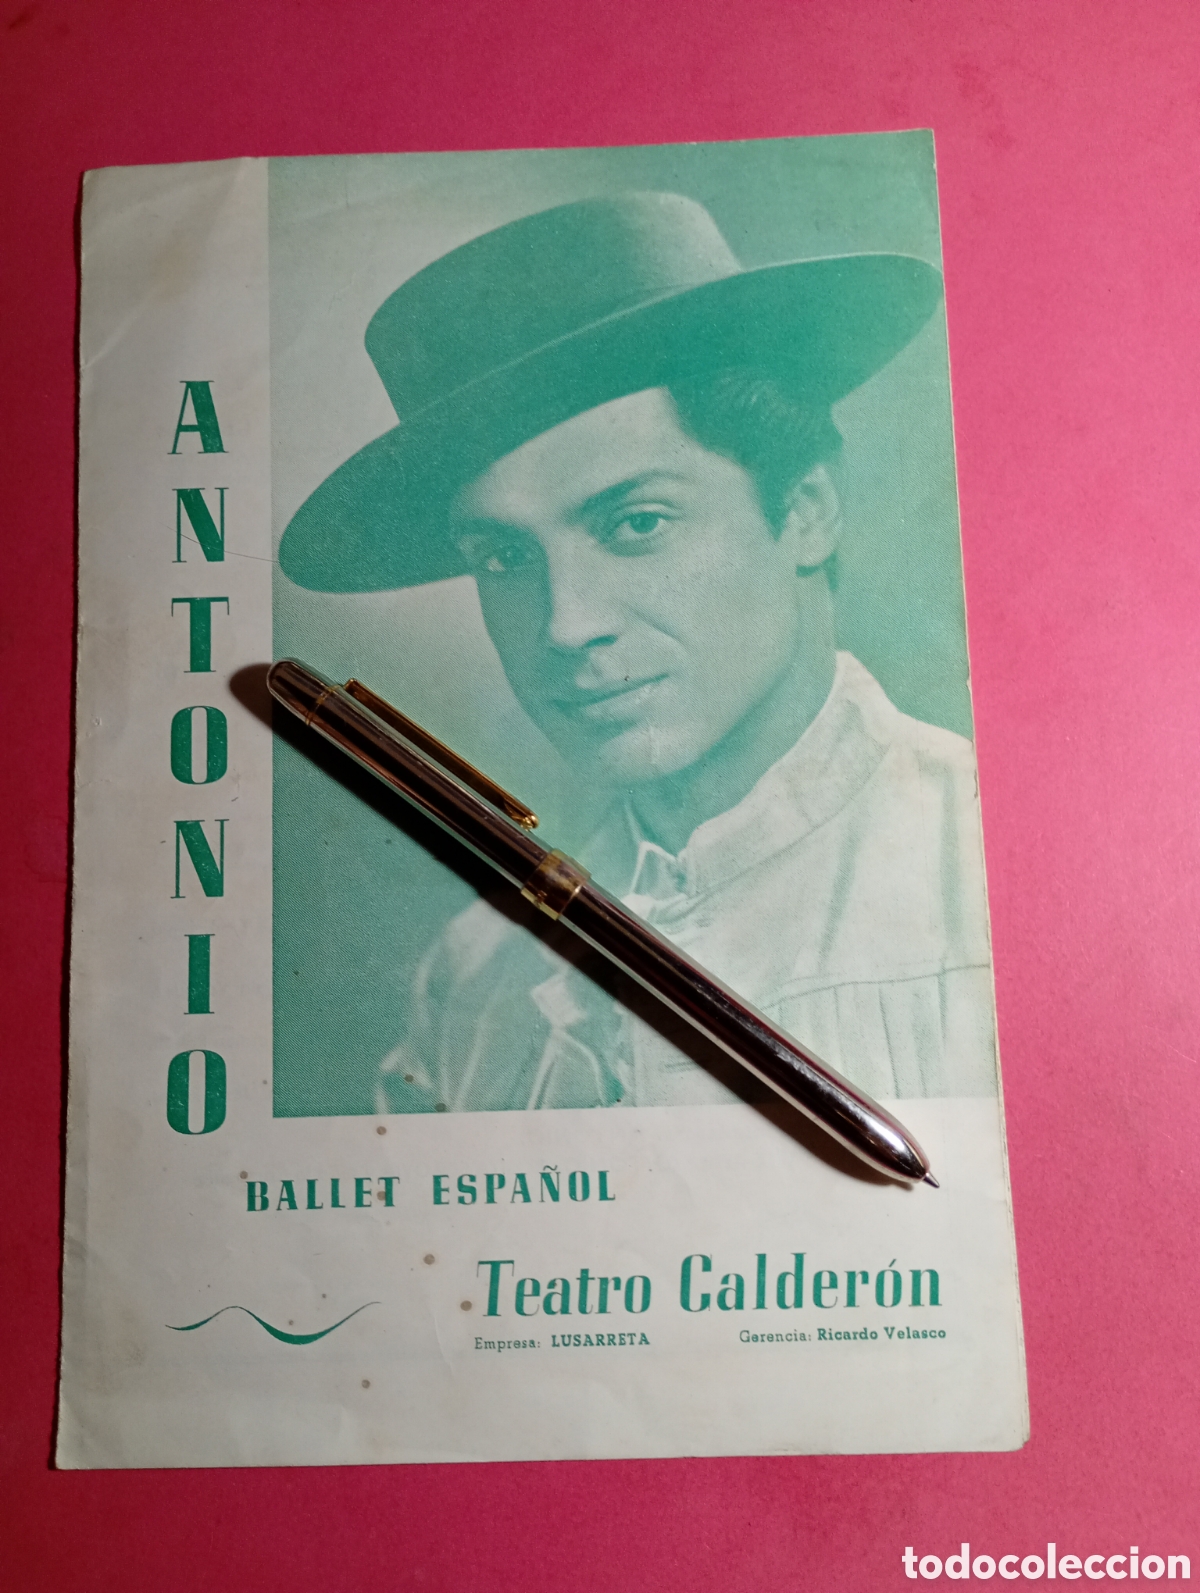 ANTONIO
BALLET ESPAÑOL
Teatro Calderón
Empresa: LUSARRETA Gerencia: Ricardo Velasco
todocoleccion